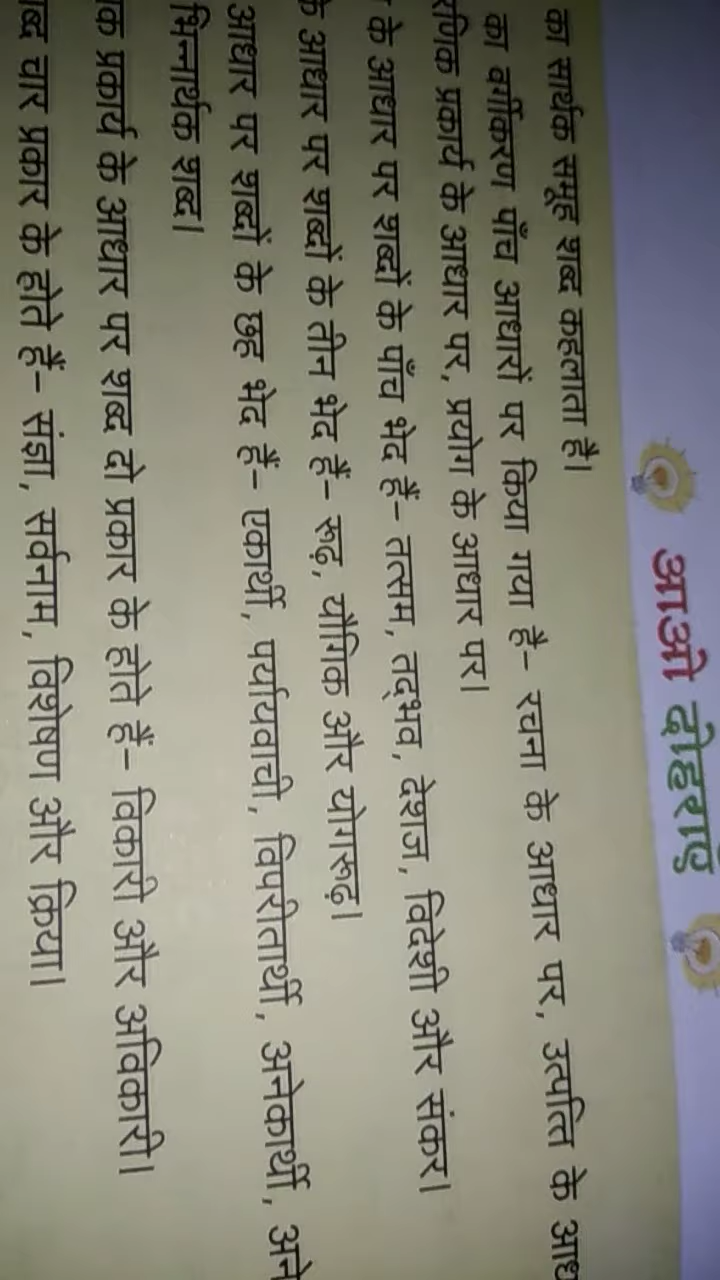 आओ दोहराएँ
का सार्थक समूह शब्द कहलाता है।
का वर्गीकरण पाँच आधारों पर किया गया है– रचना के आधार पर, उत्पत्ति के
प्रकार्य के आधार पर, प्रयोग के आधार पर।
के आधार पर शब्दों के पाँच भेद हैं– तत्सम, तद्भव, देशज, विदेशी और संकर।
के आधार पर शब्दों के तीन भेद हैं– रूढ़, यौगिक और योगरूढ़।
आधार पर शब्दों के छह भेद हैं– एकार्थी, पर्यायवाची, विपरीतार्थी, अनेकार्थी,
भिन्नार्थक शब्द।
प्रकार्य के आधार पर शब्द दो प्रकार के होते हैं– विकारी और अविकारी।
चार प्रकार के होते हैं– संज्ञा, सर्वनाम, विशेषण और क्रिया।